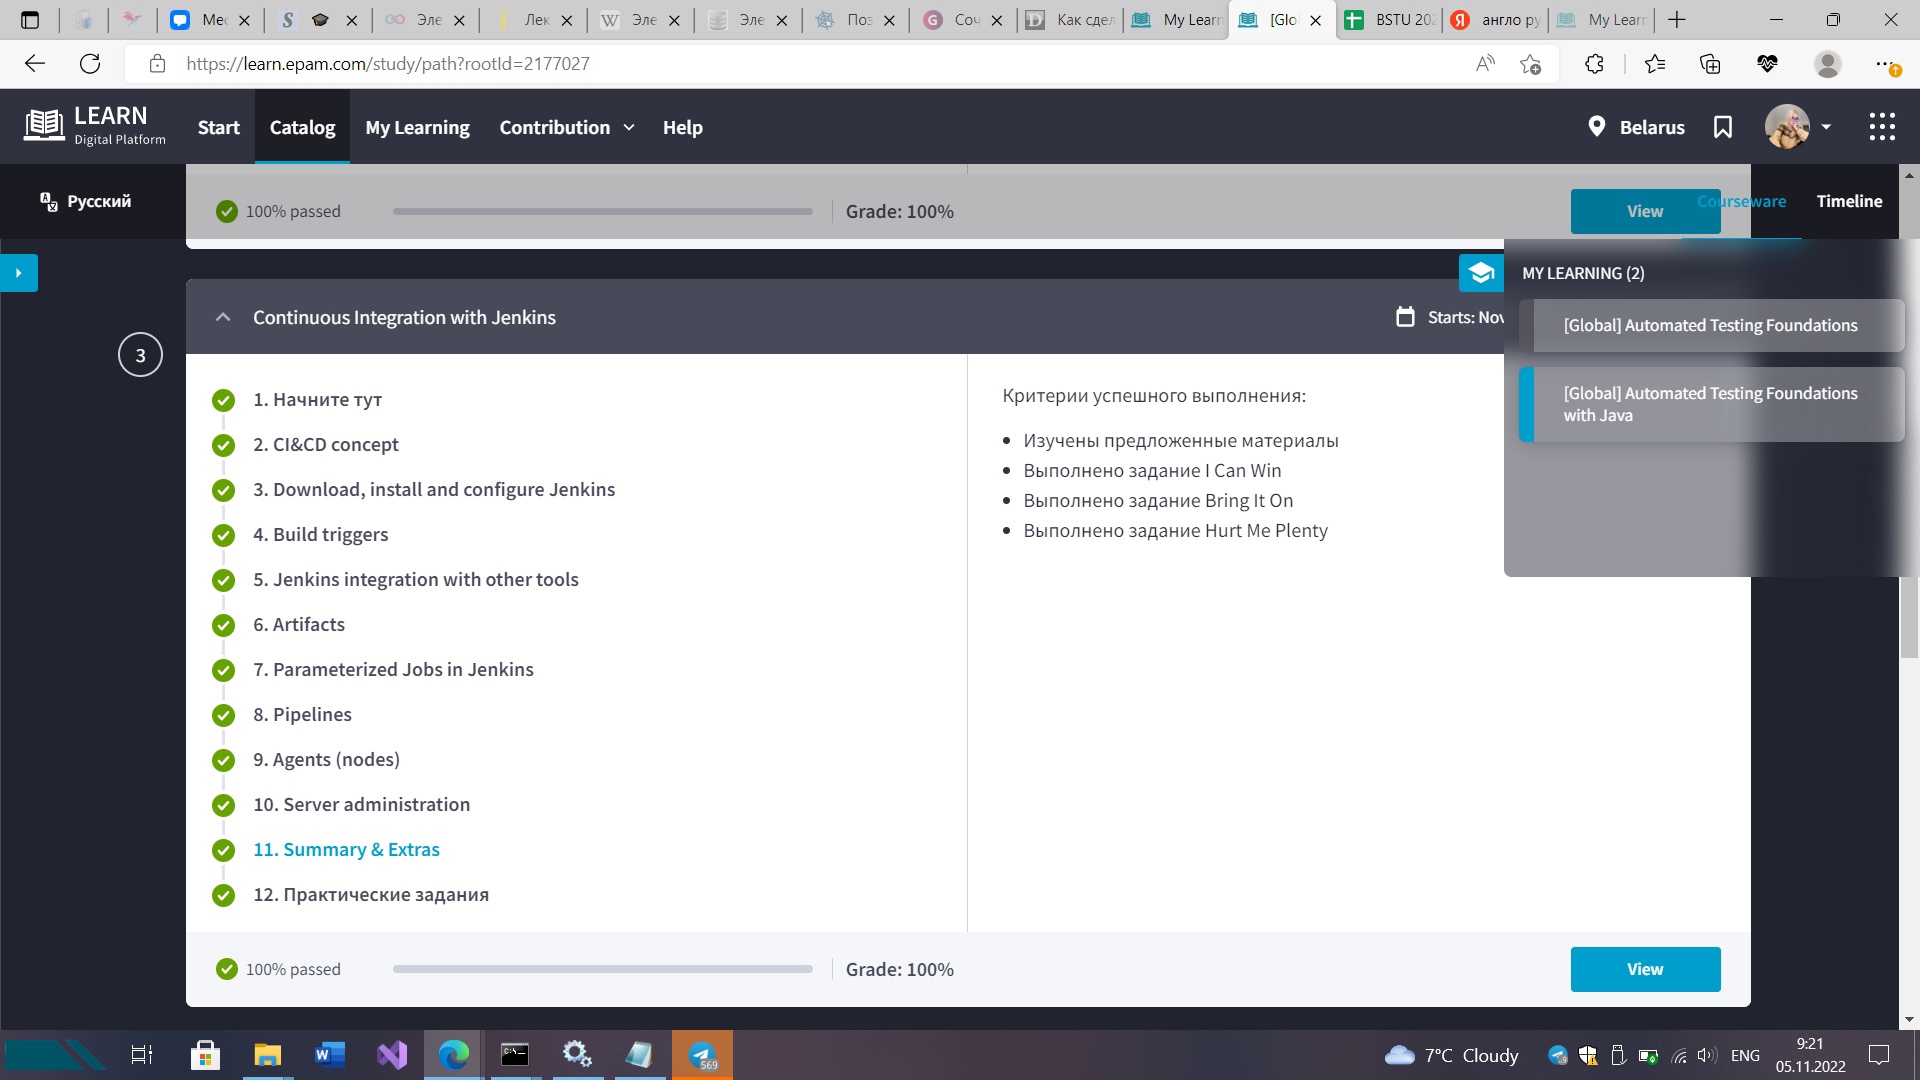 Мес
Эле
Лек
Эле
Эле
Поз
Соч
Как сдел
My Learn
[Glo
BSTU 202
англо ру
My Learn
https://learn.epam.com/study/path?rootId=2177027
LEARN
Digital Platform
Start
Catalog
My Learning
Contribution
Help
Belarus
Русский
100% passed
Grade: 100%
View
Courseware
Timeline
MY LEARNING (2)
[Global] Automated Testing Foundations
[Global] Automated Testing Foundations
with Java
3
Continuous Integration with Jenkins
Starts: Nov
1. Начните тут
2. CI&CD concept
3. Download, install and configure Jenkins
4. Build triggers
5. Jenkins integration with other tools
6. Artifacts
7. Parameterized Jobs in Jenkins
8. Pipelines
9. Agents (nodes)
10. Server administration
11. Summary & Extras
12. Практические задания
Критерии успешного выполнения:
Изучены предложенные материалы
Выполнено задание I Can Win
Выполнено задание Bring It On
Выполнено задание Hurt Me Plenty
100% passed
Grade: 100%
View
569
7°C Cloudy
ENG
9:21
05.11.2022